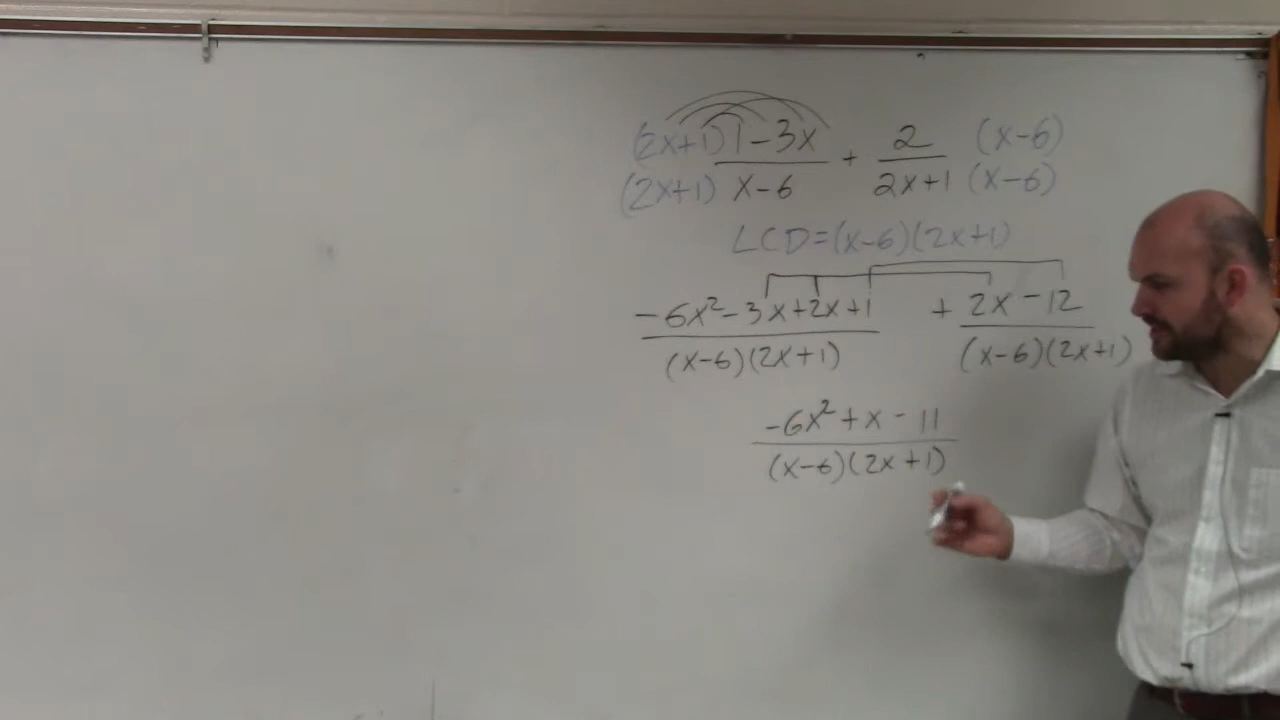 (2x+1) 1-3x + 2 (x-6)
(2x+1) x-6 2x+1 (x-6)
LCD=(x-6)(2x+1)
-6x²-3x+2x+1 + 2x-12
(x-6)(2x+1) (x-6)(2x+1)
-6x²+x-11
(x-6)(2x+1)